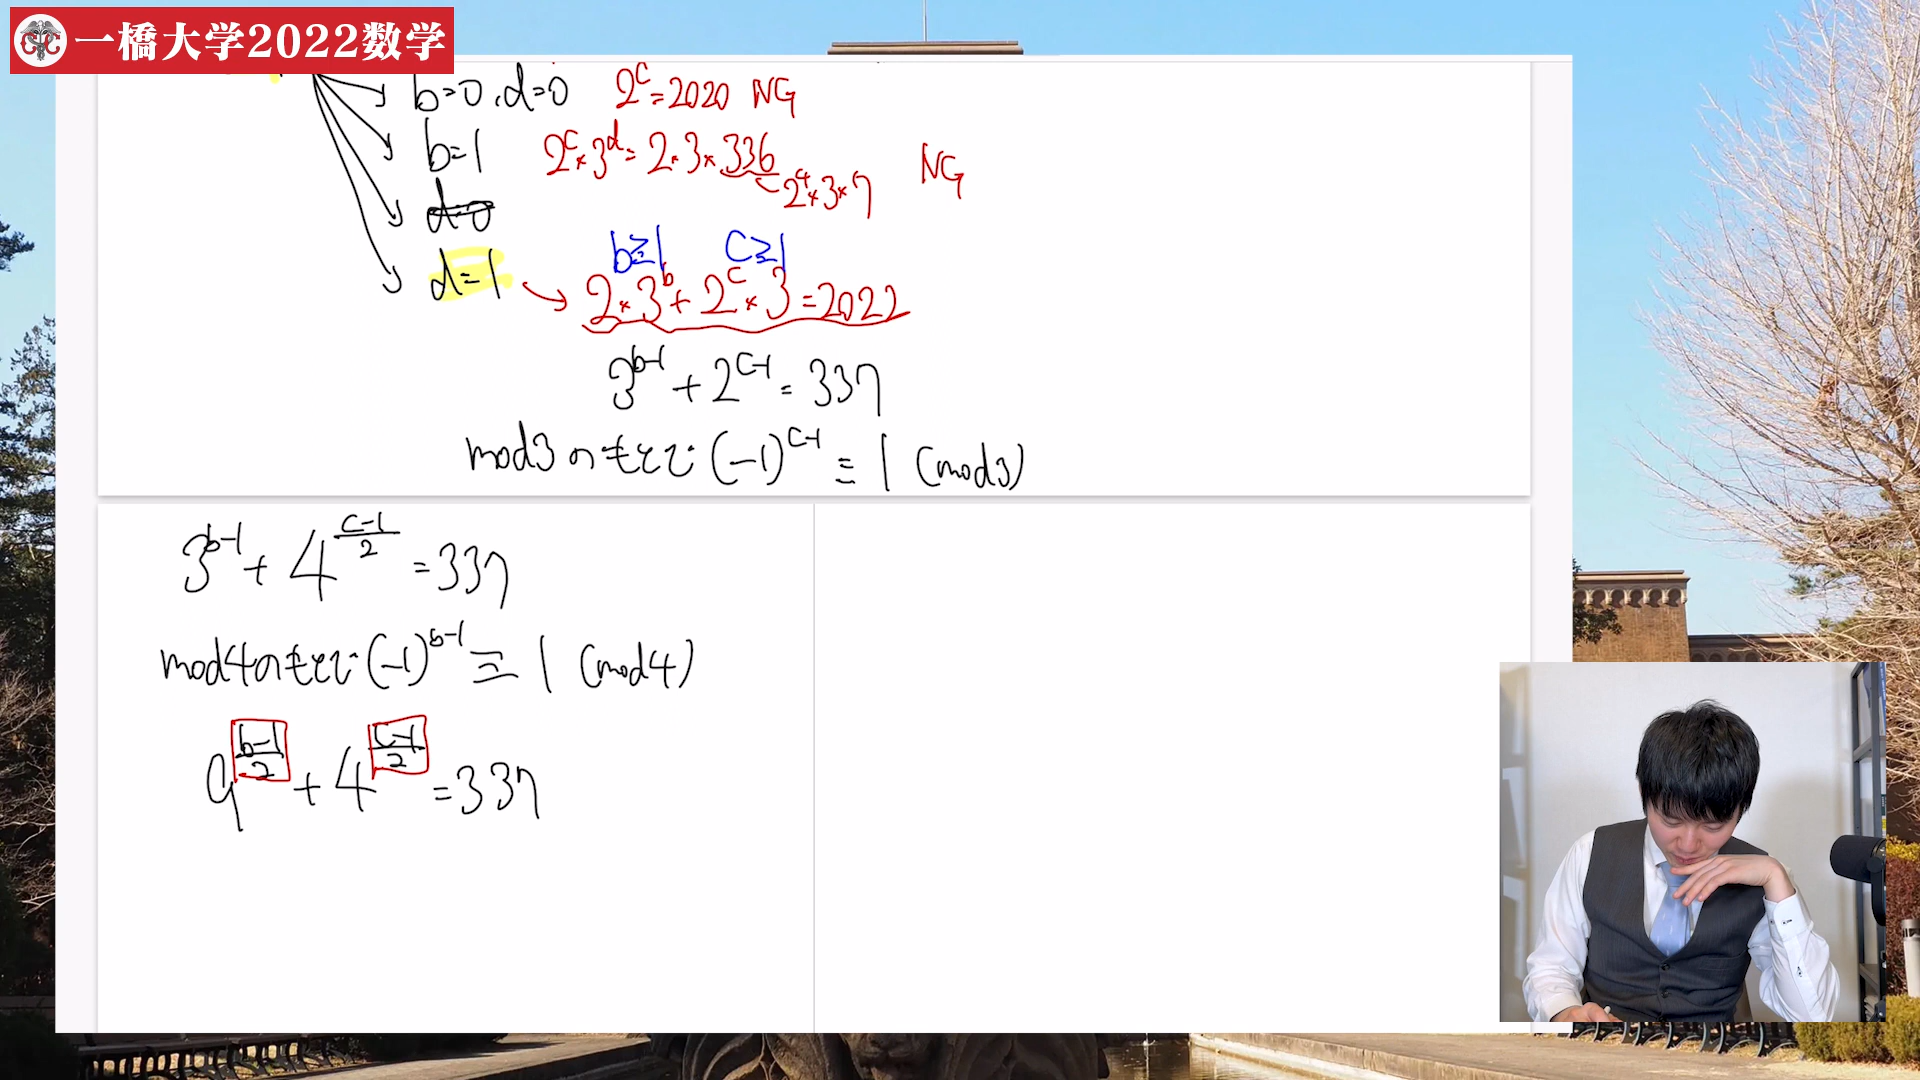 一橋大学2022数学
b=0, d=0 2^c=2020 NG
b=1 2^c×3^d=2・3×336 NG
2^4×3×7
d=0
b≧1 c≧1
d=1 → 2×3^b+2^c×3=2022
3^{b-1}+2^{c-1}=337
mod3のもとで (-1)^{c-1}≡1 (mod3)
3^{b-1}+4^{\frac{c-1}{2}}=337
mod4のもとで (-1)^{b-1}≡1 (mod4)
9^{\frac{b-1}{2}}+4^{\frac{c-1}{2}}=337